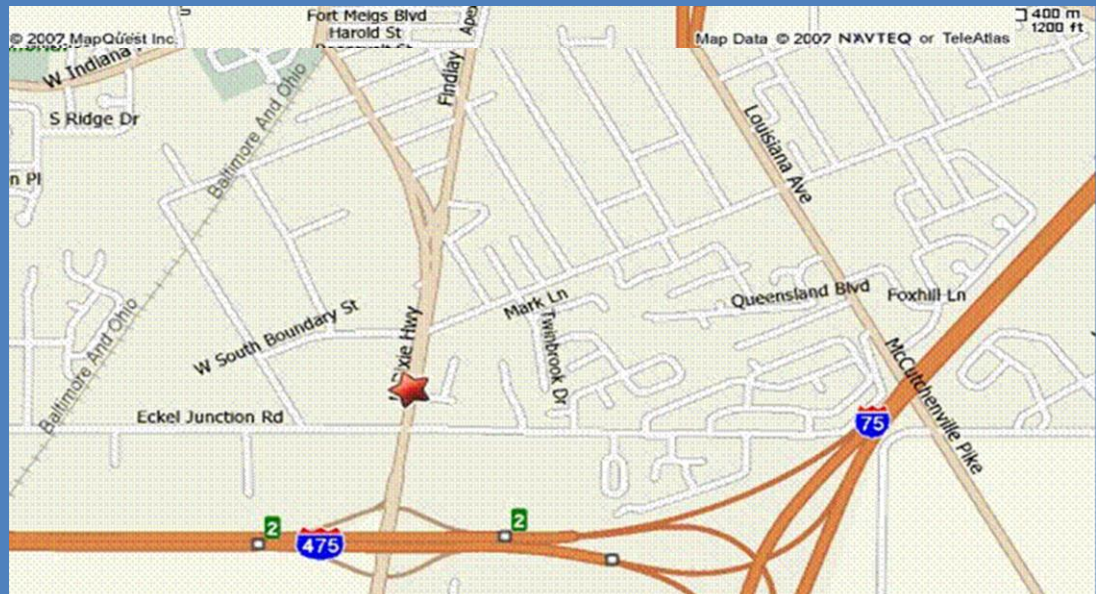 Fort Meigs Blvd
Harold St
© 2007 MapQuest Inc.
400 m
1200 ft
Map Data © 2007 NAVTEQ or TeleAtlas
W Indiana
Findlay
S Ridge Dr
Baltimore And Ohio
Louisiana Ave
n Pl
Queensland Blvd
Foxhill Ln
Mark Ln
W South Boundary St
Twinbrook Dr
Baltimore And Ohio
McCutchenville Pike
Eckel Junction Rd
75
2
2
475